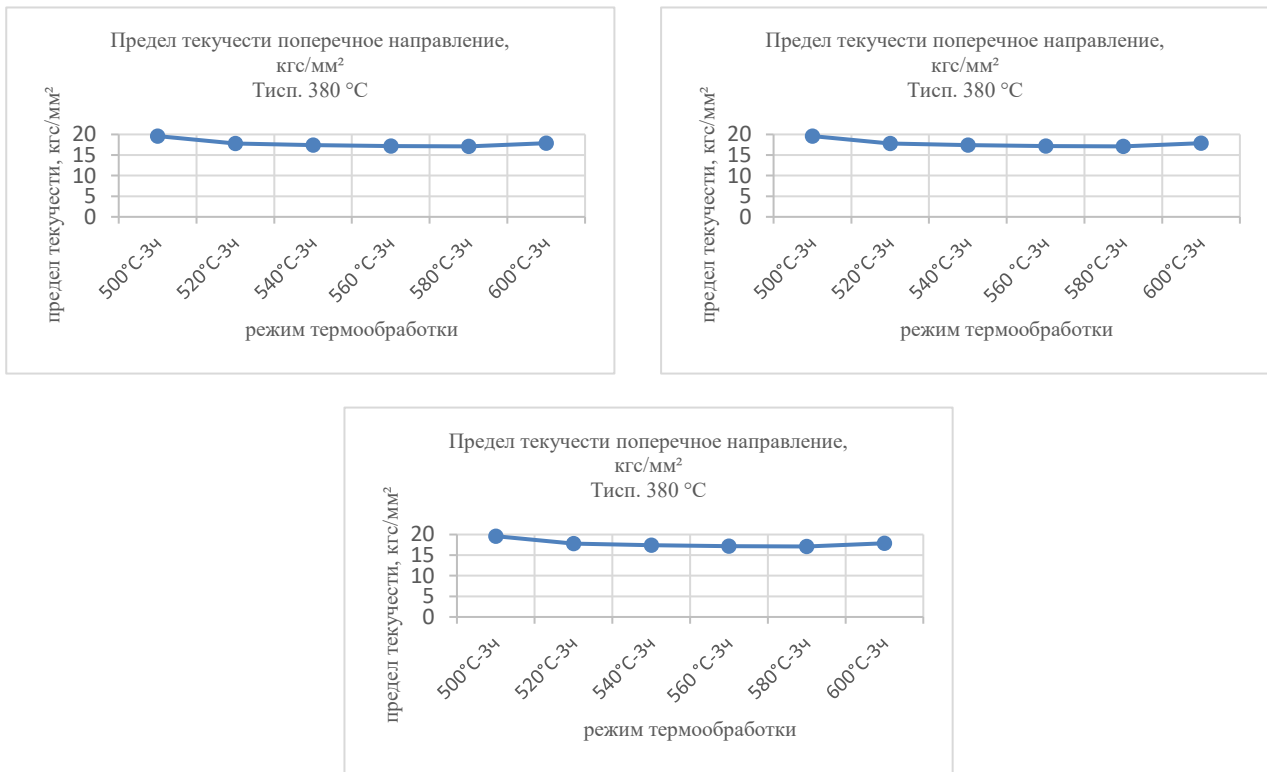 Предел текучести поперечное направление,
кгс/мм²
Тисп. 380 °С
предел текучести, кгс/мм²
20
15
10
5
0
500°С-3ч
520°С-3ч
540°С-3ч
560 °С-3ч
580°С-3ч
600°С-3ч
режим термообработки
Предел текучести поперечное направление,
кгс/мм²
Тисп. 380 °С
предел текучести, кгс/мм²
20
15
10
5
0
500°С-3ч
520°С-3ч
540°С-3ч
560 °С-3ч
580°С-3ч
600°С-3ч
режим термообработки
Предел текучести поперечное направление,
кгс/мм²
Тисп. 380 °С
предел текучести, кгс/мм²
20
15
10
5
0
500°С-3ч
520°С-3ч
540°С-3ч
560 °С-3ч
580°С-3ч
600°С-3ч
режим термообработки